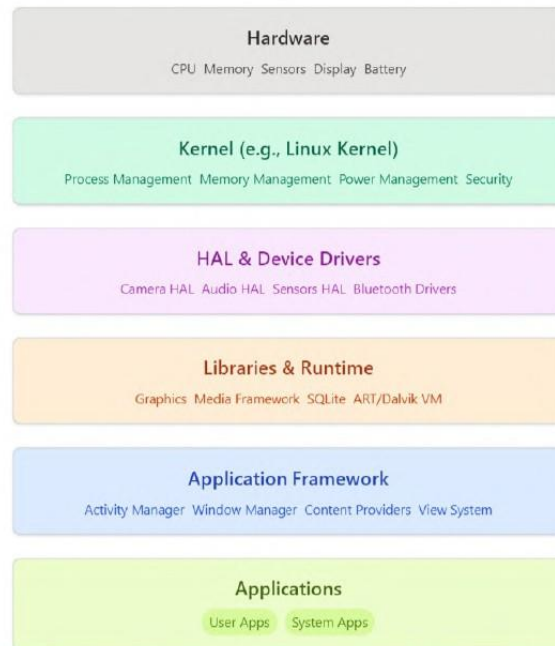 Hardware
CPU Memory Sensors Display Battery
Kernel (e.g., Linux Kernel)
Process Management Memory Management Power Management Security
HAL & Device Drivers
Camera HAL Audio HAL Sensors HAL Bluetooth Drivers
Libraries & Runtime
Graphics Media Framework SQLite ART/Dalvik VM
Application Framework
Activity Manager Window Manager Content Providers View System
Applications
User Apps System Apps